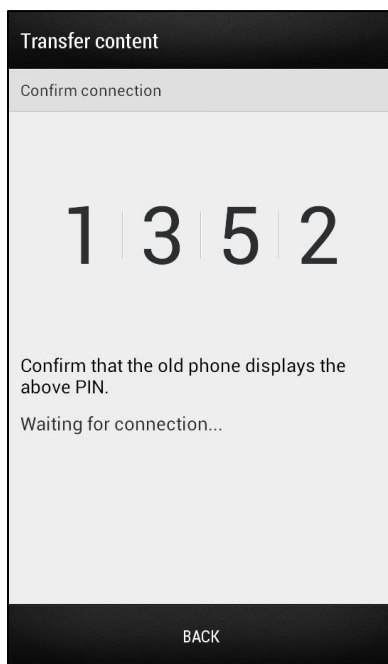 Transfer content
Confirm connection
1 3 5 2
Confirm that the old phone displays the
above PIN.
Waiting for connection...
BACK